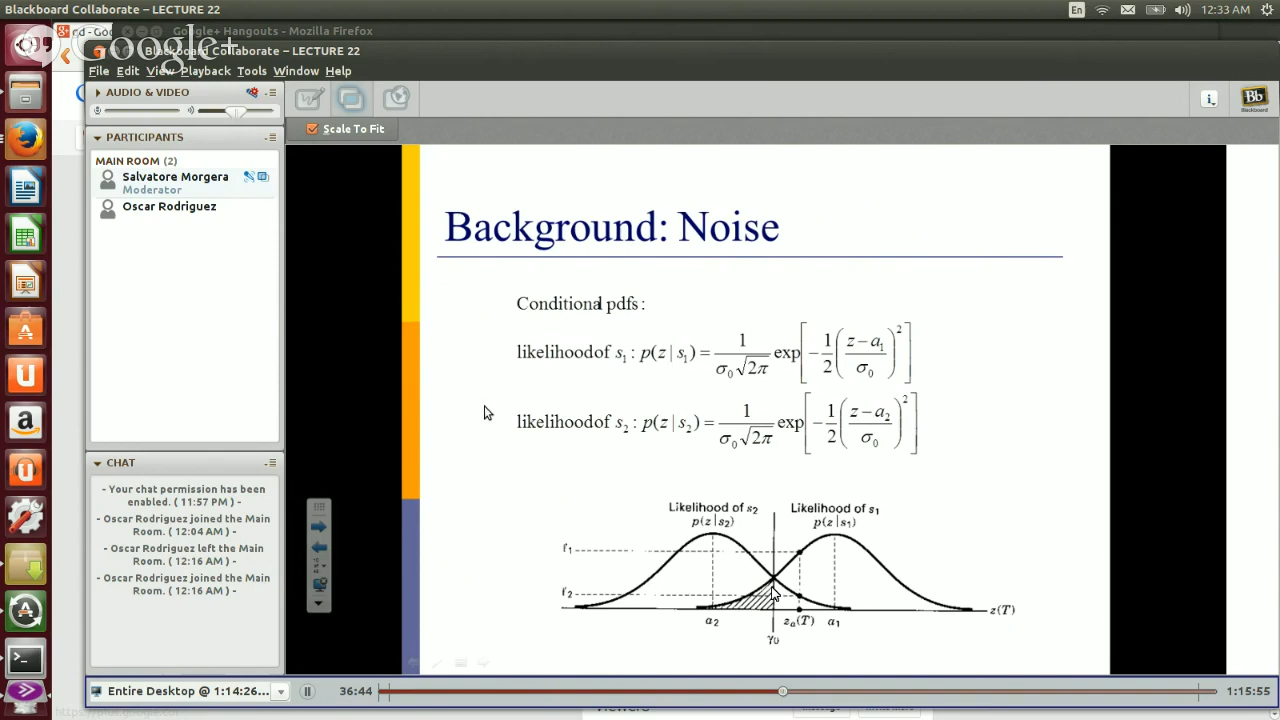 Blackboard Collaborate — LECTURE 22
En
12:33 AM
Google+ Hangouts - Mozilla Firefox
Google+
Blackboard Collaborate — LECTURE 22
File Edit View Playback Tools Window Help
AUDIO & VIDEO
Scale To Fit
PARTICIPANTS
MAIN ROOM (2)
Salvatore Morgera
Moderator
Oscar Rodriguez
CHAT
- Your chat permission has been
enabled. ( 11:57 PM ) -
- Oscar Rodriguez joined the Main
Room. ( 12:04 AM ) -
- Oscar Rodriguez left the Main
Room. ( 12:16 AM ) -
- Oscar Rodriguez joined the Main
Room. ( 12:16 AM ) -
Bb
Background: Noise
Conditional pdfs :
likelihood of s₁ : p(z | s₁) = 1/(σ₀√2π) exp[−1/2((z − a₁)/σ₀)²]
likelihood of s₂ : p(z | s₂) = 1/(σ₀√2π) exp[−1/2((z − a₂)/σ₀)²]
Likelihood of s₂
p(z|s₂)
Likelihood of s₁
p(z|s₁)
ℓ₁
ℓ₂
a₂
zₐ(T)
a₁
z(T)
γ₀
Entire Desktop @ 1:14:26...
36:44
1:15:55